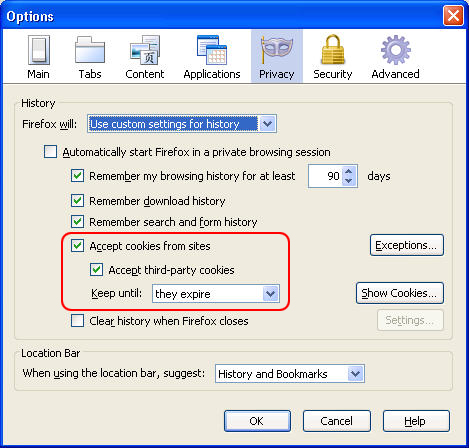 Options
Main Tabs Content Applications Privacy Security Advanced
History
Firefox will: Use custom settings for history
Automatically start Firefox in a private browsing session
Remember my browsing history for at least 90 days
Remember download history
Remember search and form history
Accept cookies from sites Exceptions...
Accept third-party cookies
Keep until: they expire Show Cookies...
Clear history when Firefox closes Settings...
Location Bar
When using the location bar, suggest: History and Bookmarks
OK Cancel Help